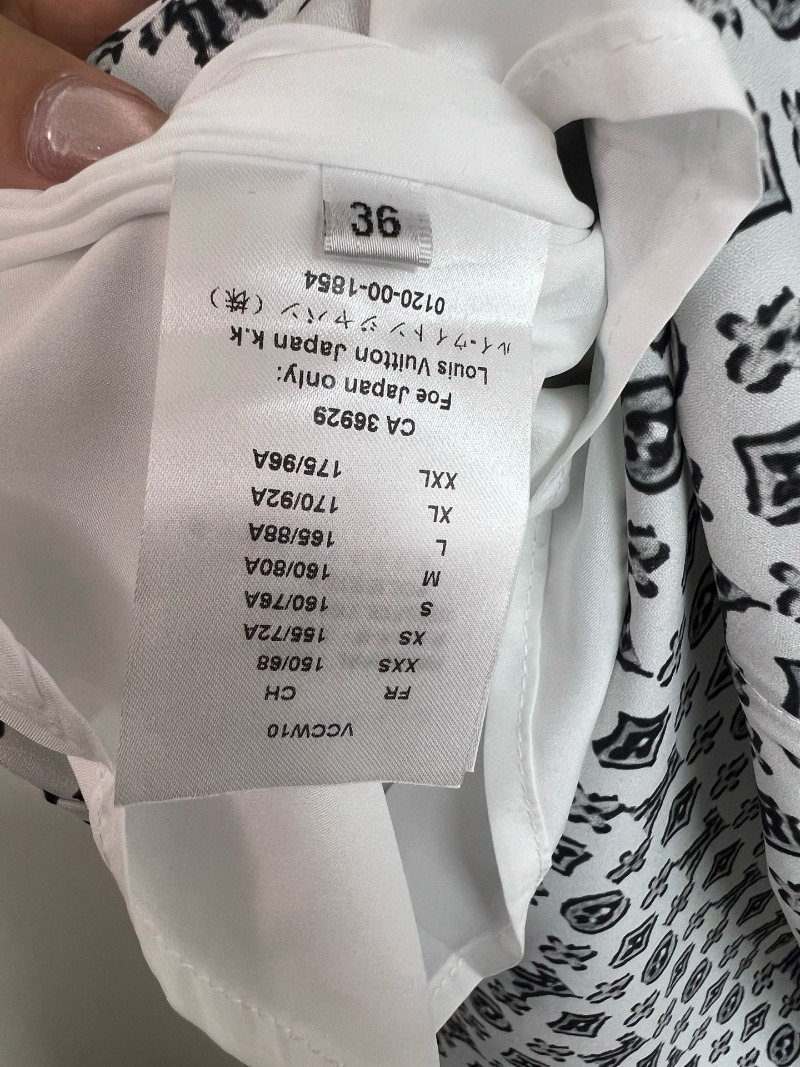 VCCW10
FR CH
XXS 150/68
XS 155/72A
S 160/76A
M 160/80A
L 165/88A
XL 170/92A
XXL 175/96A
CA 36929
Foe Japan only:
Louis Vuitton Japan k.k
ルイ・ウイトン ジャパン (株)
0120-00-1854
36